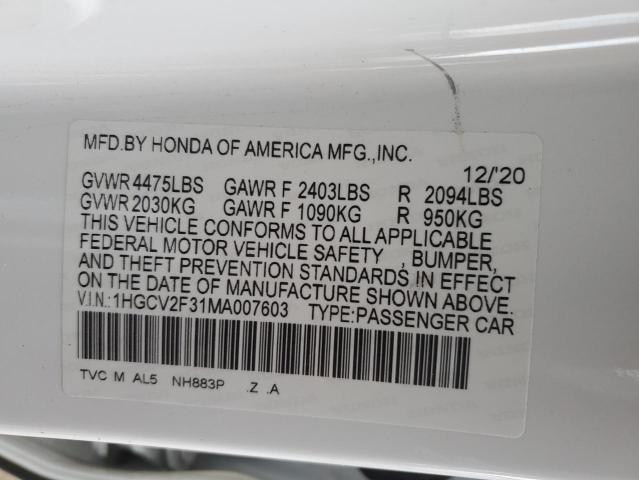 MFD.BY HONDA OF AMERICA MFG.,INC.
12/'20
GVWR 4475LBS GAWR F 2403LBS R 2094LBS
GVWR 2030KG GAWR F 1090KG R 950KG
THIS VEHICLE CONFORMS TO ALL APPLICABLE
FEDERAL MOTOR VEHICLE SAFETY , BUMPER,
AND THEFT PREVENTION STANDARDS IN EFFECT
ON THE DATE OF MANUFACTURE SHOWN ABOVE.
V.I.N.:1HGCV2F31MA007603 TYPE:PASSENGER CAR
TVC M AL5 NH883P .Z .A